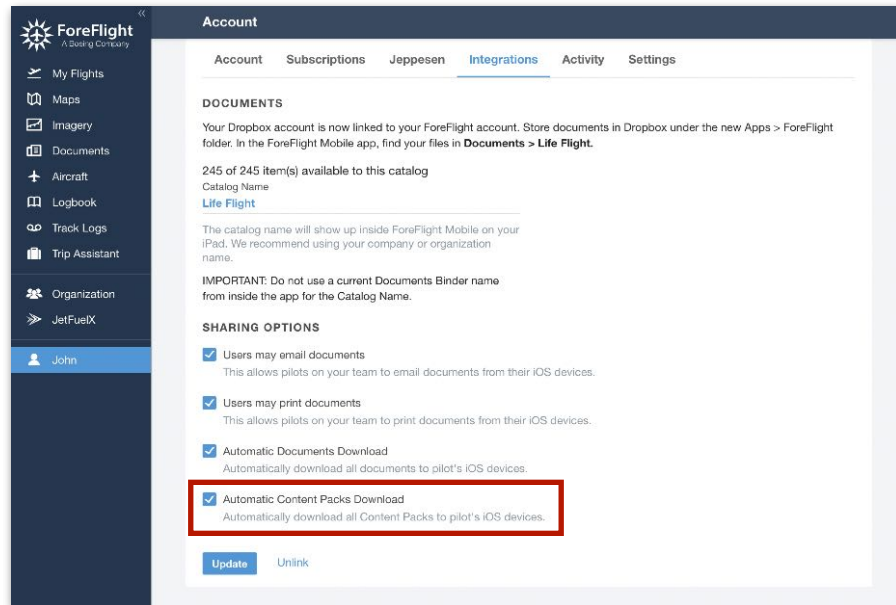 «
ForeFlight
A Boeing Company
My Flights
Maps
Imagery
Documents
Aircraft
Logbook
Track Logs
Trip Assistant
Organization
JetFuelX
John
Account
Account Subscriptions Jeppesen Integrations Activity Settings
DOCUMENTS
Your Dropbox account is now linked to your ForeFlight account. Store documents in Dropbox under the new Apps > ForeFlight
folder. In the ForeFlight Mobile app, find your files in Documents > Life Flight.
245 of 245 item(s) available to this catalog
Catalog Name
Life Flight
The catalog name will show up inside ForeFlight Mobile on your
iPad. We recommend using your company or organization
name.
IMPORTANT: Do not use a current Documents Binder name
from inside the app for the Catalog Name.
SHARING OPTIONS
Users may email documents
This allows pilots on your team to email documents from their iOS devices.
Users may print documents
This allows pilots on your team to print documents from their iOS devices.
Automatic Documents Download
Automatically download all documents to pilot's iOS devices.
Automatic Content Packs Download
Automatically download all Content Packs to pilot's iOS devices.
Update Unlink